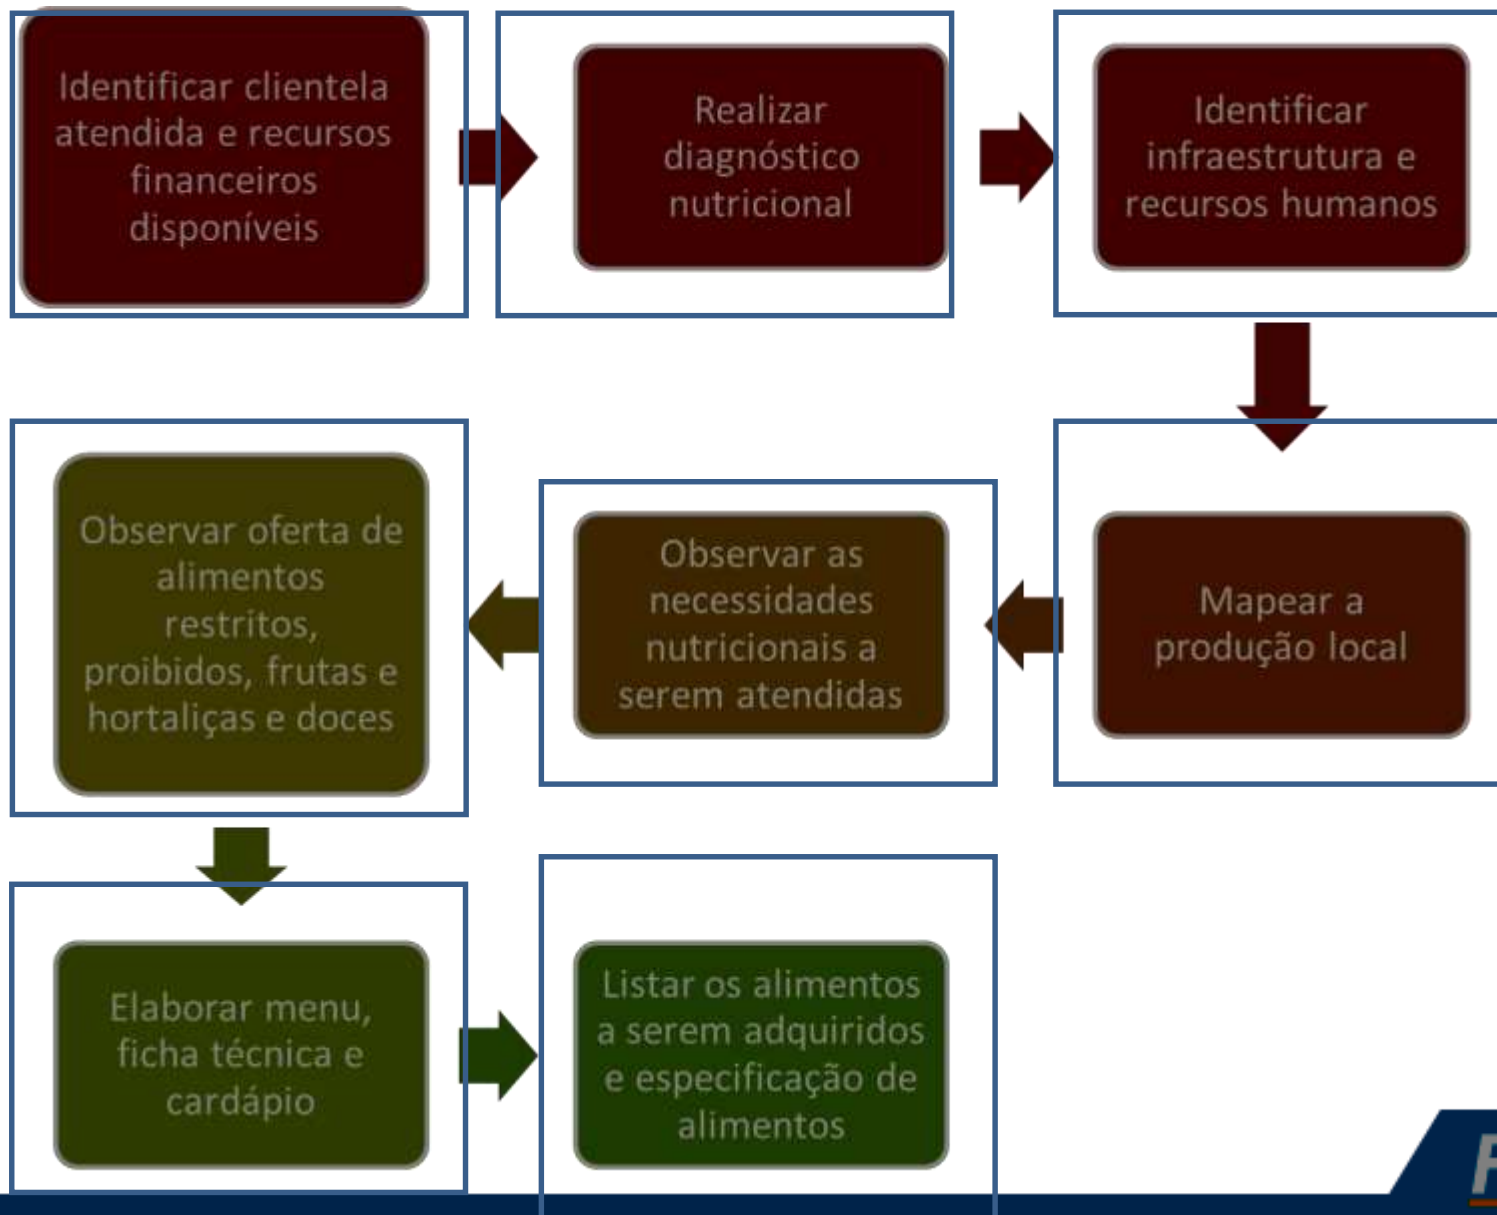 Identificar clientela
atendida e recursos
financeiros
disponíveis
Realizar
diagnóstico
nutricional
Identificar
infraestrutura e
recursos humanos
Mapear a
produção local
Observar as
necessidades
nutricionais a
serem atendidas
Observar oferta de
alimentos
restritos,
proibidos, frutas e
hortaliças e doces
Elaborar menu,
ficha técnica e
cardápio
Listar os alimentos
a serem adquiridos
e especificação de
alimentos
F